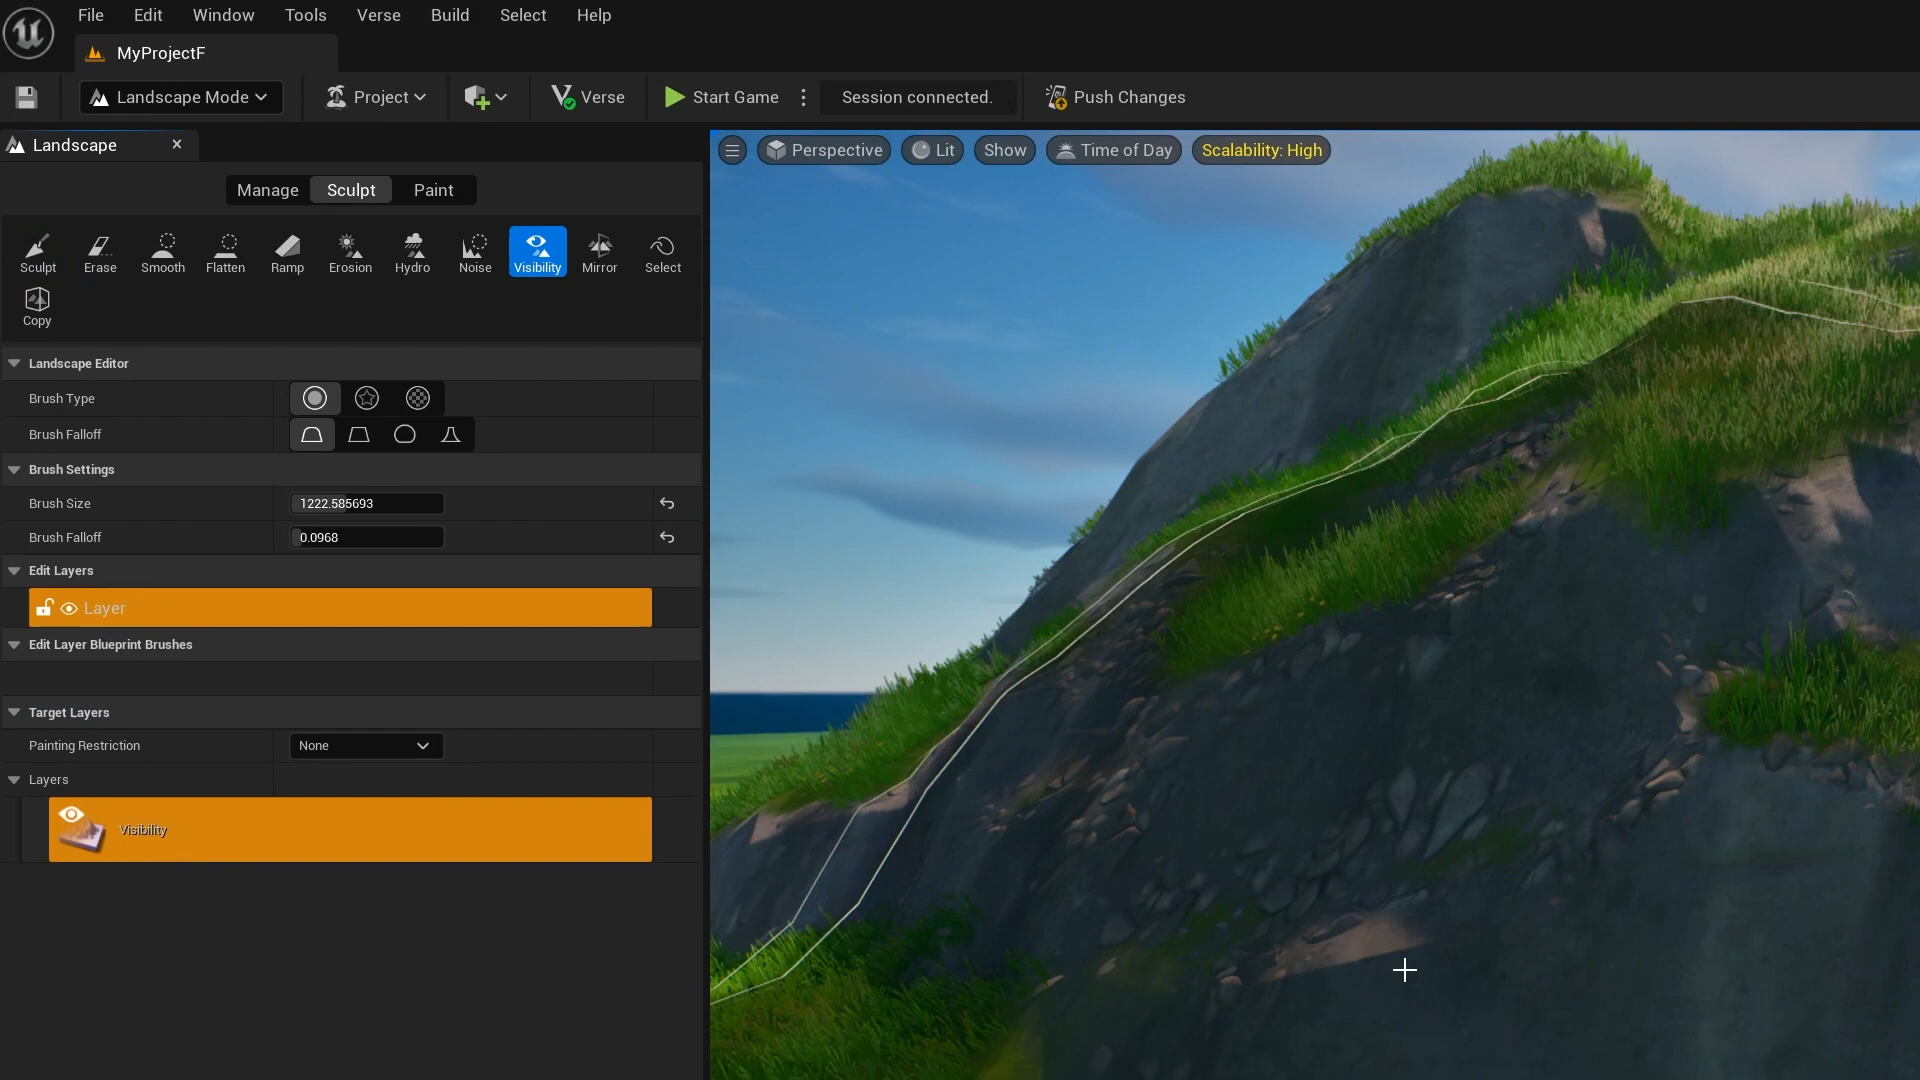 File Edit Window Tools Verse Build Select Help
MyProjectF
Landscape Mode Project Verse Start Game Session connected. Push Changes
Landscape
Perspective Lit Show Time of Day Scalability: High
Manage Sculpt Paint
Sculpt Erase Smooth Flatten Ramp Erosion Hydro Noise Visibility Mirror Select
Copy
Landscape Editor
Brush Type
Brush Falloff
Brush Settings
Brush Size 1222.585693
Brush Falloff 0.0968
Edit Layers
Layer
Edit Layer Blueprint Brushes
Target Layers
Painting Restriction None
Layers
Visibility